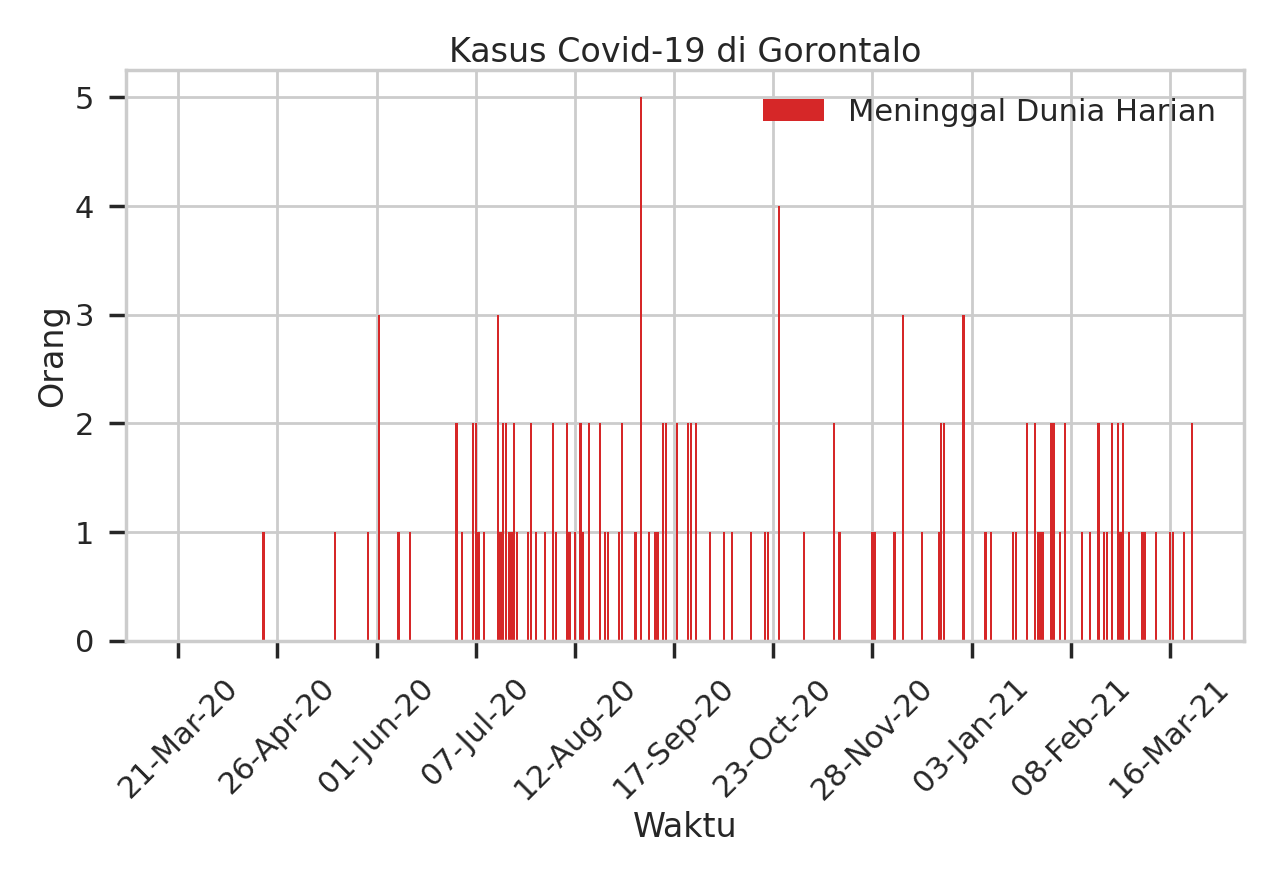 Kasus Covid-19 di Gorontalo
Meninggal Dunia Harian
Orang
5
4
3
2
1
0
21-Mar-20
26-Apr-20
01-Jun-20
07-Jul-20
12-Aug-20
17-Sep-20
23-Oct-20
28-Nov-20
03-Jan-21
08-Feb-21
16-Mar-21
Waktu